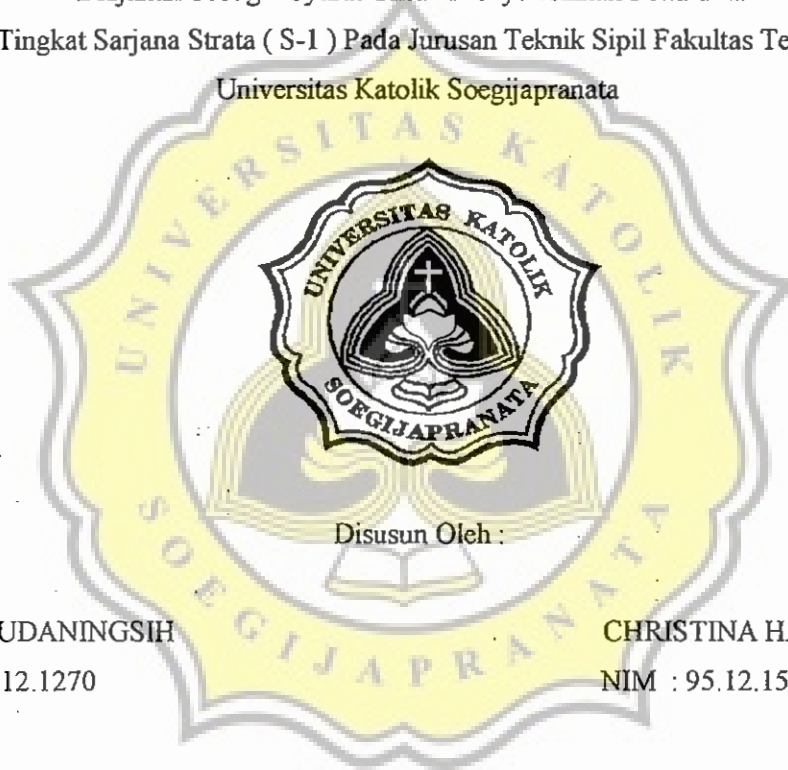 Tingkat Sarjana Strata ( S-1 ) Pada Jurusan Teknik Sipil Fakultas Te
Universitas Katolik Soegijapranata
UNIVERSITAS KATOLIK
SOEGIJAPRANATA
UNIVERSITAS KATOLIK
SOEGIJAPRANATA
Disusun Oleh :
UDANINGSIH CHRISTINA HA
12.1270 NIM : 95.12.15